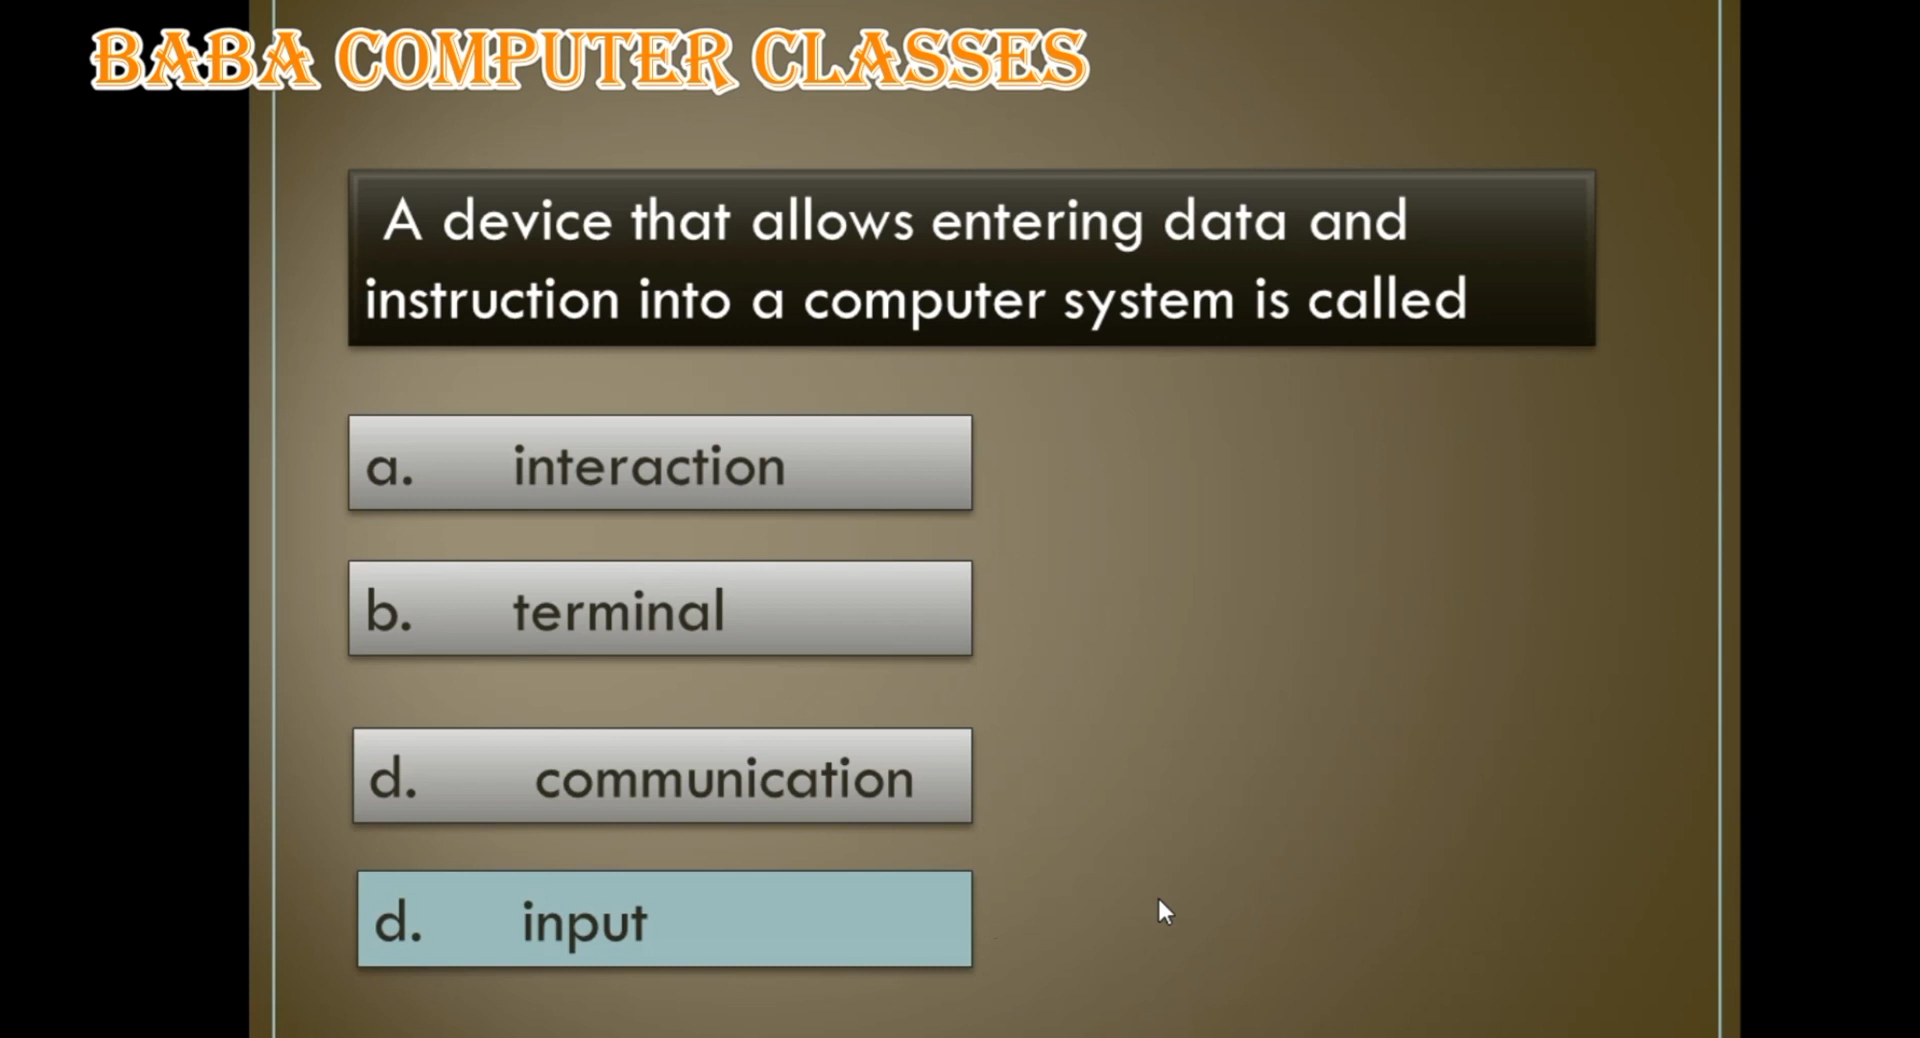 BABA COMPUTER CLASSES
A device that allows entering data and
instruction into a computer system is called
a. interaction
b. terminal
d. communication
d. input